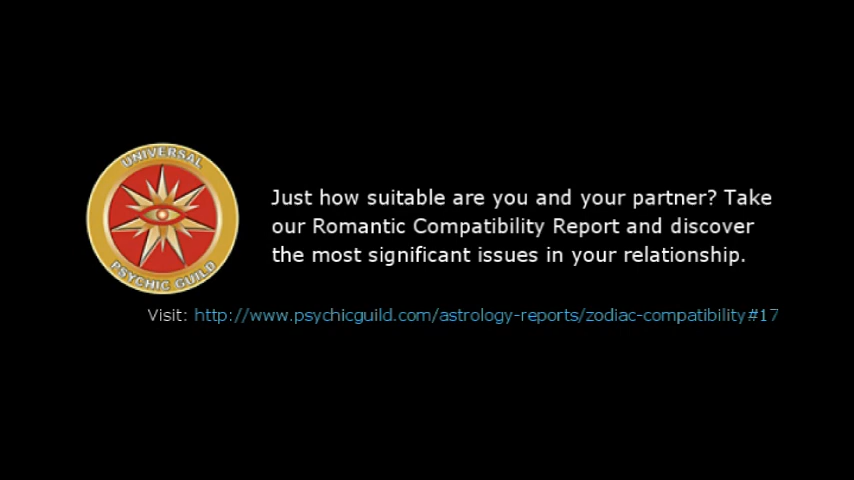 UNIVERSAL
PSYCHIC GUILD
Just how suitable are you and your partner? Take
our Romantic Compatibility Report and discover
the most significant issues in your relationship.
Visit: http://www.psychicguild.com/astrology-reports/zodiac-compatibility#17